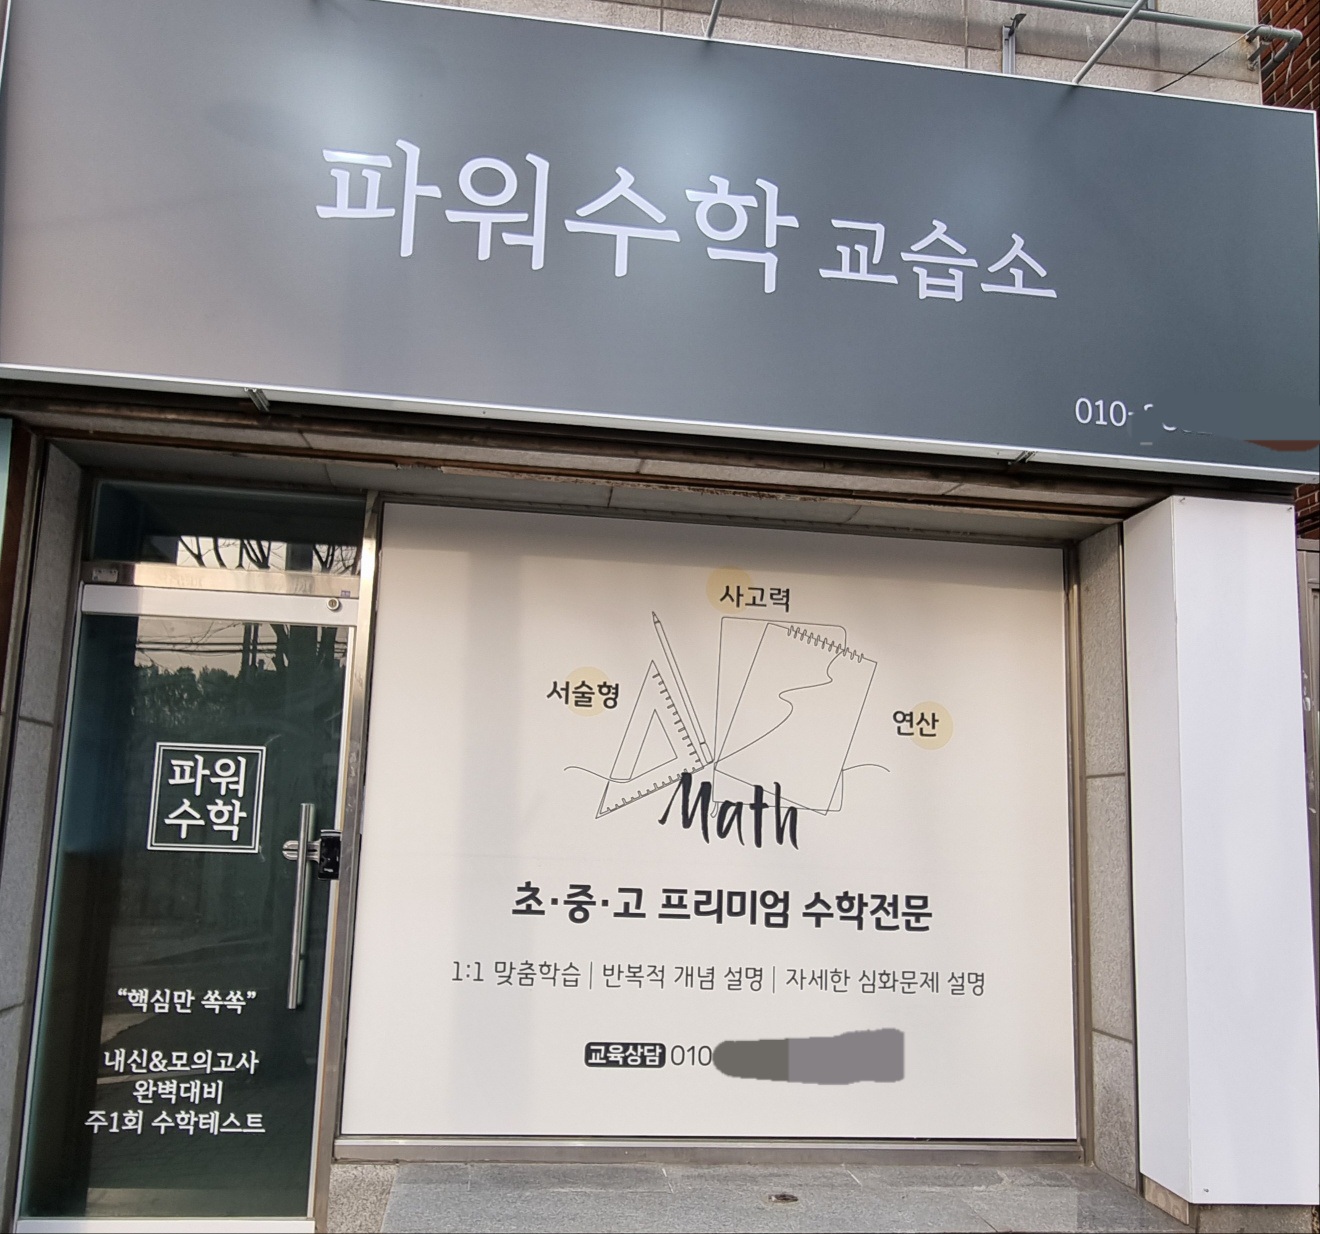 파워수학 교습소
010-
사고력
서술형
연산
Math
초·중·고 프리미엄 수학전문
1:1 맞춤학습 | 반복적 개념 설명 | 자세한 심화문제 설명
교육상담 010
파워
수학
“핵심만 쏙쏙”
내신&모의고사
완벽대비
주1회 수학테스트